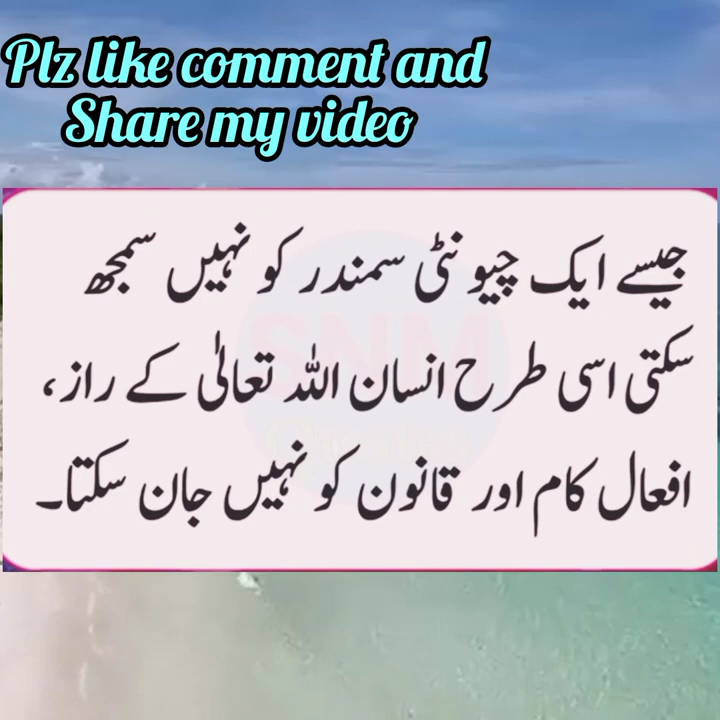 Plz like comment and
Share my video
جیسے ایک چیونٹی سمندر کو نہیں سمجھ
سکتی اسی طرح انسان اللہ تعالیٰ کے راز،
افعال کام اور قانون کو نہیں جان سکتا۔
SNM